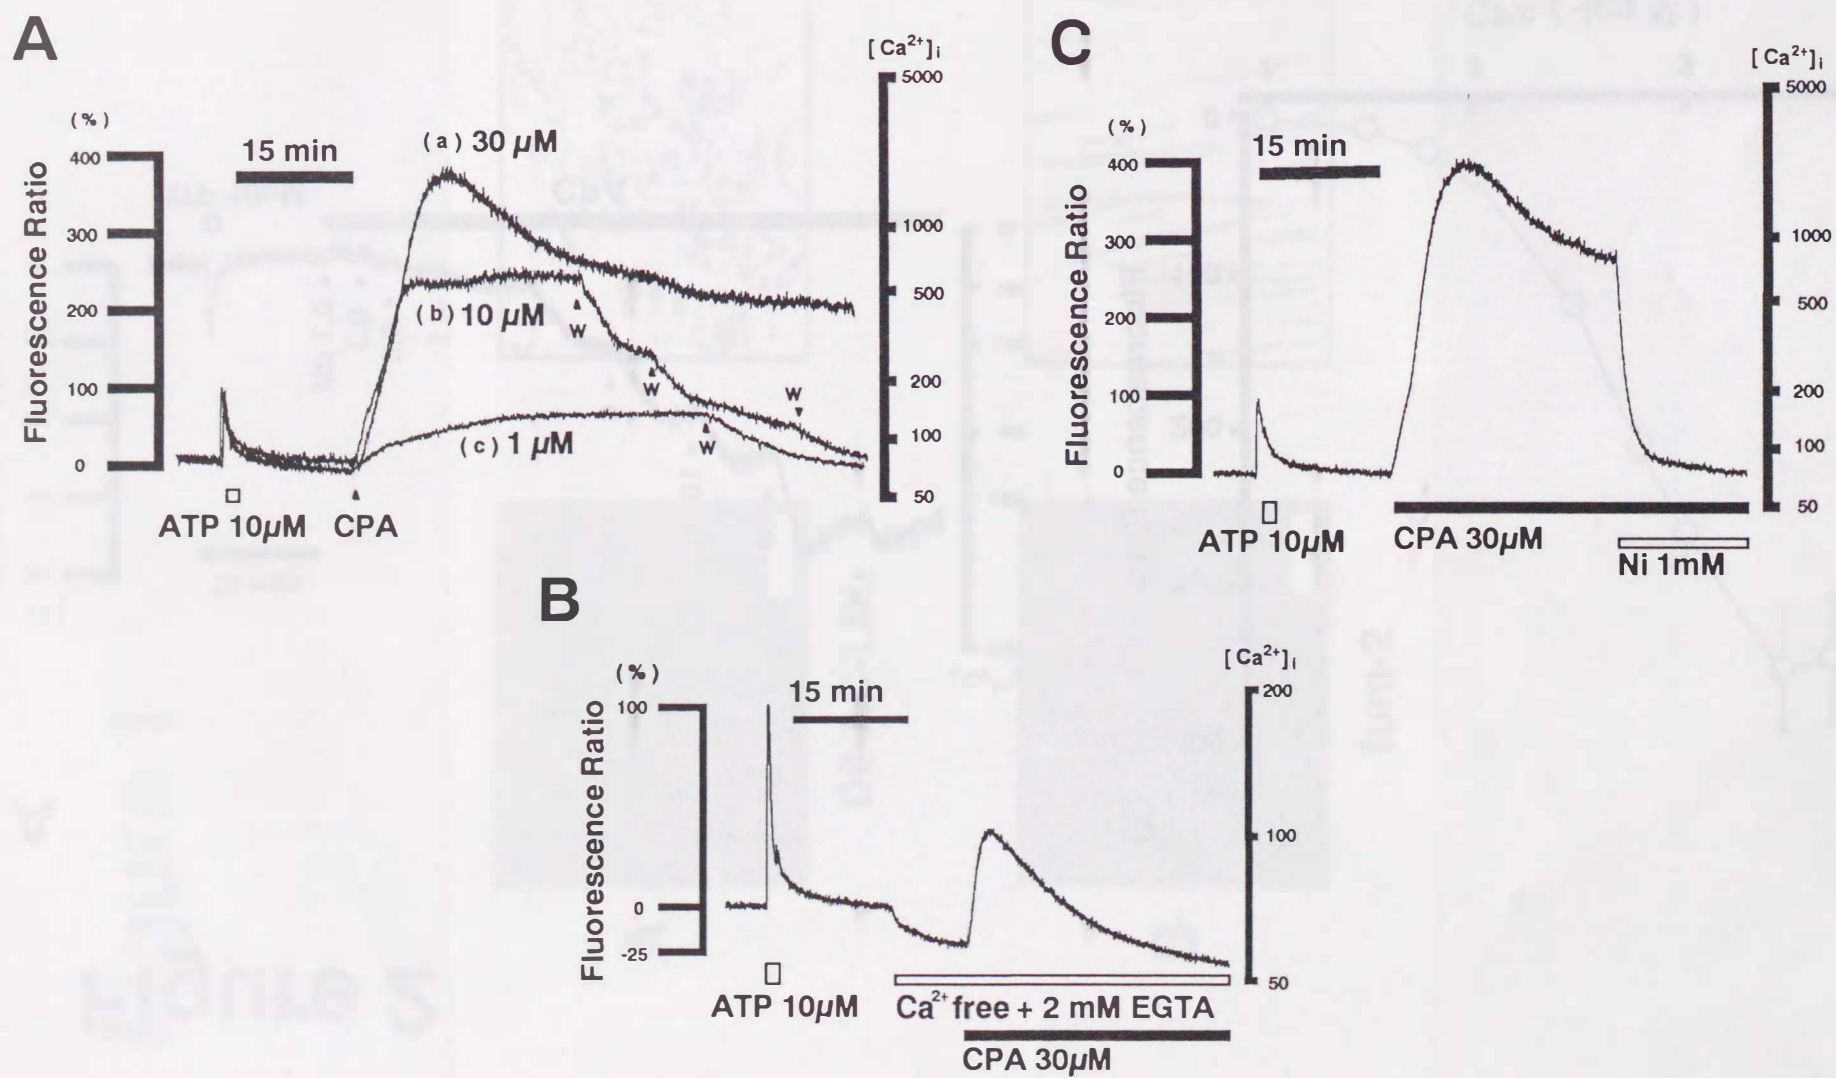 A
(%)
Fluorescence Ratio
400
300
200
100
0
15 min
(a) 30 µM
(b) 10 µM
(c) 1 µM
W
W
W
W
ATP 10µM
CPA
[Ca²⁺]i
5000
1000
500
200
100
50
B
(%)
Fluorescence Ratio
100
0
-25
15 min
ATP 10µM
Ca²⁺ free + 2 mM EGTA
CPA 30µM
[Ca²⁺]i
200
100
50
C
(%)
Fluorescence Ratio
400
300
200
100
0
15 min
ATP 10µM
CPA 30µM
Ni 1mM
[Ca²⁺]i
5000
1000
500
200
100
50